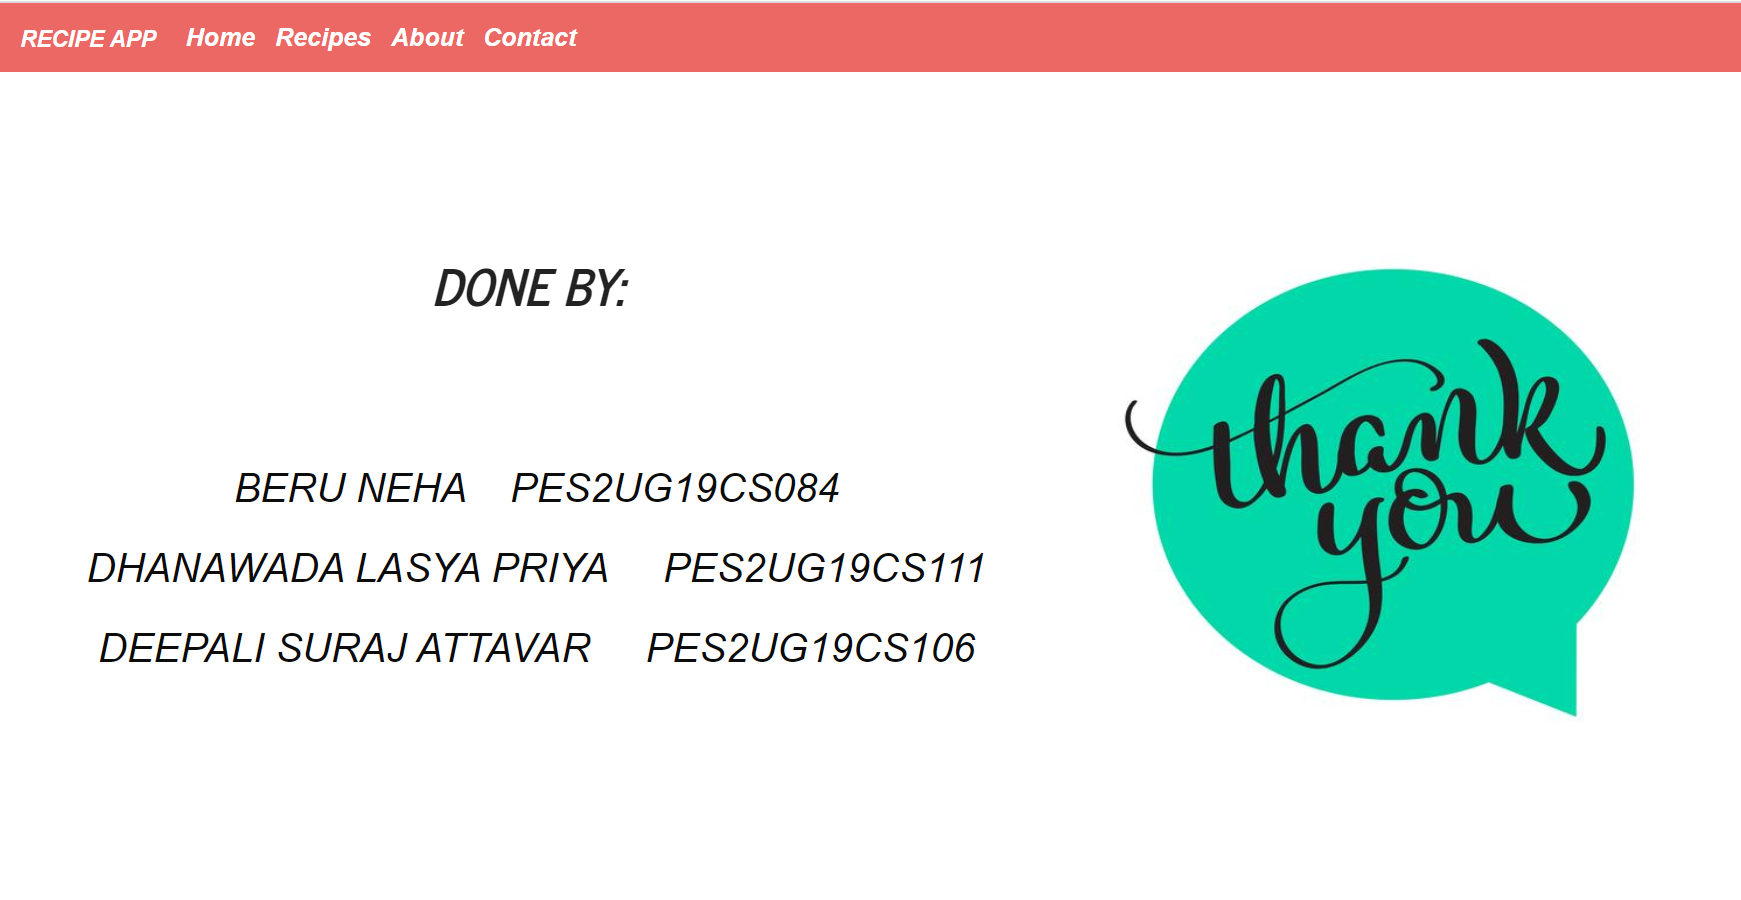 RECIPE APP Home Recipes About Contact
DONE BY:
BERU NEHA PES2UG19CS084
DHANAWADA LASYA PRIYA PES2UG19CS111
DEEPALI SURAJ ATTAVAR PES2UG19CS106
thank
you